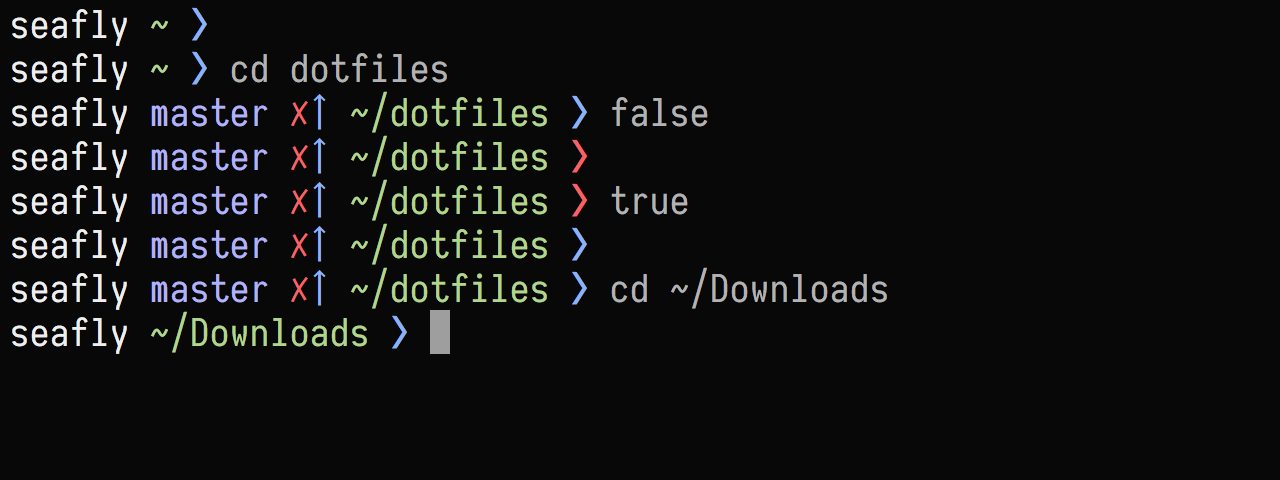 seafly ~ ❯
seafly ~ ❯ cd dotfiles
seafly master ✗↑ ~/dotfiles ❯ false
seafly master ✗↑ ~/dotfiles ❯
seafly master ✗↑ ~/dotfiles ❯ true
seafly master ✗↑ ~/dotfiles ❯
seafly master ✗↑ ~/dotfiles ❯ cd ~/Downloads
seafly ~/Downloads ❯